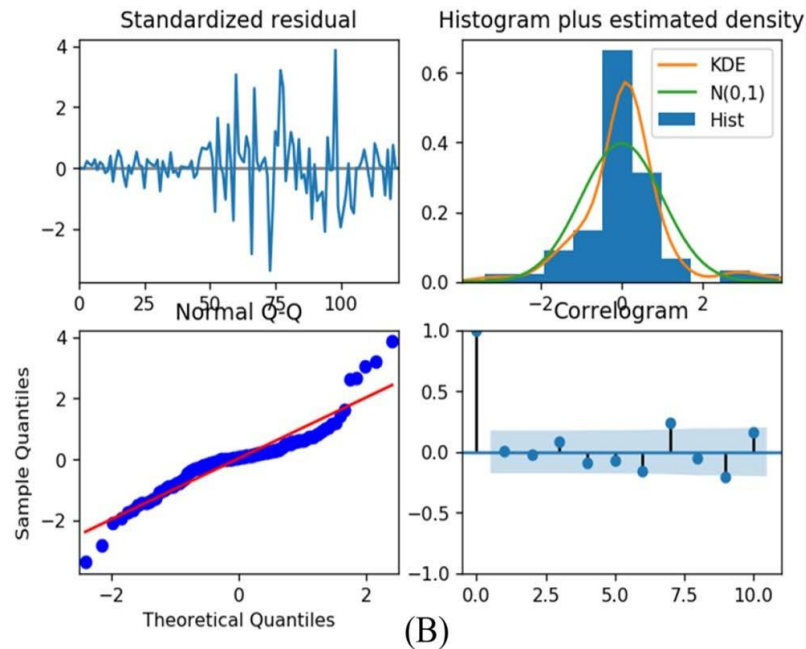 Standardized residual
4
2
0
−2
0 25 50 75 100
Histogram plus estimated density
0.6
0.4
0.2
0.0
−2 0 2
KDE
N(0,1)
Hist
Normal Q-Q
Sample Quantiles
4
2
0
−2
−2 0 2
Theoretical Quantiles
Correlogram
1.0
0.5
0.0
−0.5
−1.0
0.0 2.5 5.0 7.5 10.0
(B)